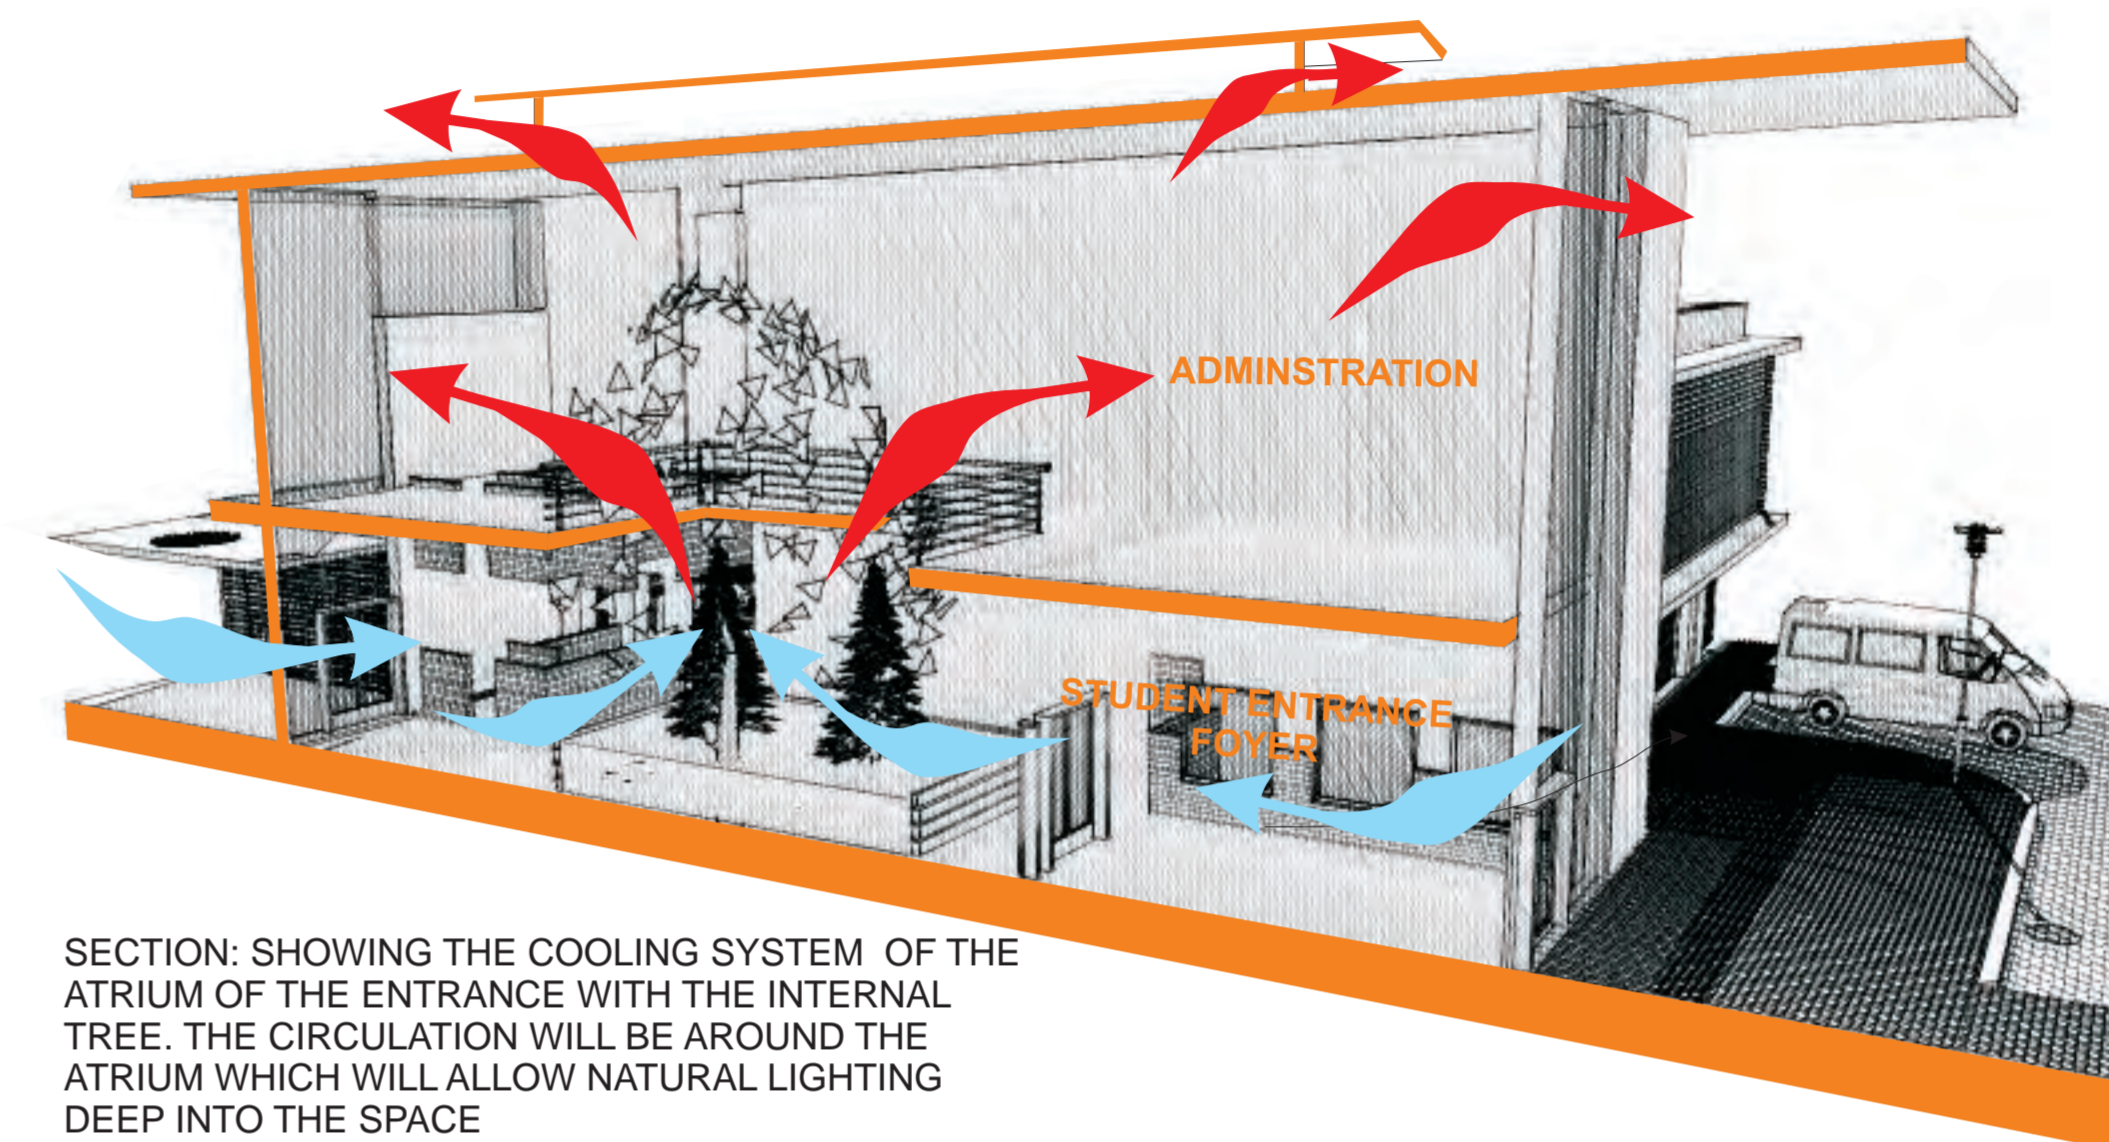 ADMINSTRATION
STUDENT ENTRANCE
FOYER
SECTION: SHOWING THE COOLING SYSTEM OF THE
ATRIUM OF THE ENTRANCE WITH THE INTERNAL
TREE. THE CIRCULATION WILL BE AROUND THE
ATRIUM WHICH WILL ALLOW NATURAL LIGHTING
DEEP INTO THE SPACE